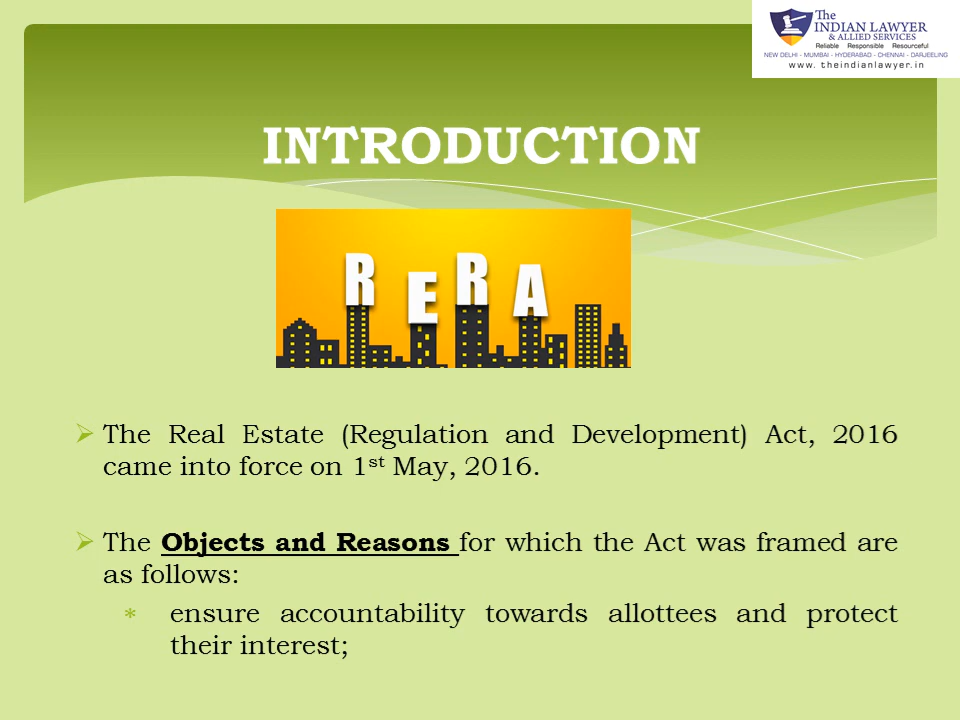 The
INDIAN LAWYER
& ALLIED SERVICES
Reliable Responsible Resourceful
NEW DELHI - MUMBAI - HYDERABAD - CHENNAI - DARJEELING
www. theindianlawyer.in
INTRODUCTION
RERA
➢ The Real Estate (Regulation and Development) Act, 2016
came into force on 1st May, 2016.
➢ The Objects and Reasons for which the Act was framed are
as follows:
* ensure accountability towards allottees and protect
their interest;